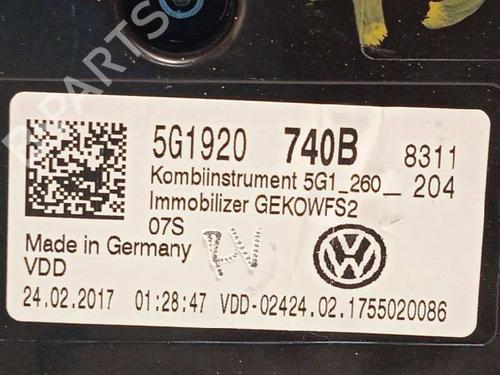 5G1920 740B 8311
Kombiinstrument 5G1_260_ 204
Immobilizer GEKOWFS2
07S
Made in Germany
VDD
24.02.2017 01:28:47 VDD-02424.02.1755020086